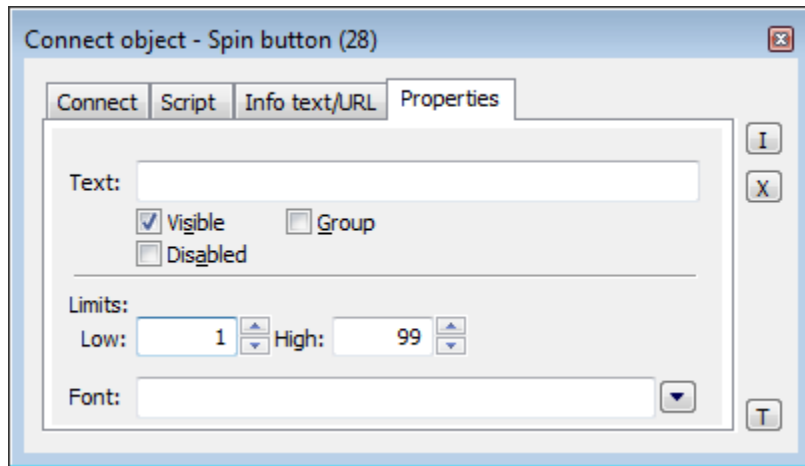 Connect object - Spin button (28)
Connect Script Info text/URL Properties
I
Text:
X
Visible Group
Disabled
Limits:
Low: 1 High: 99
Font:
T